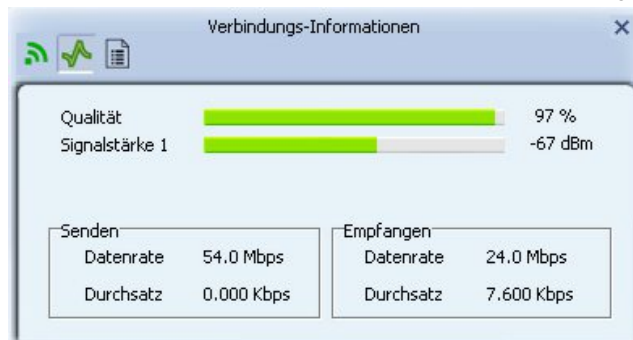 Verbindungs-Informationen
Qualität 97 %
Signalstärke 1 -67 dBm
Senden
Datenrate 54.0 Mbps
Durchsatz 0.000 Kbps
Empfangen
Datenrate 24.0 Mbps
Durchsatz 7.600 Kbps